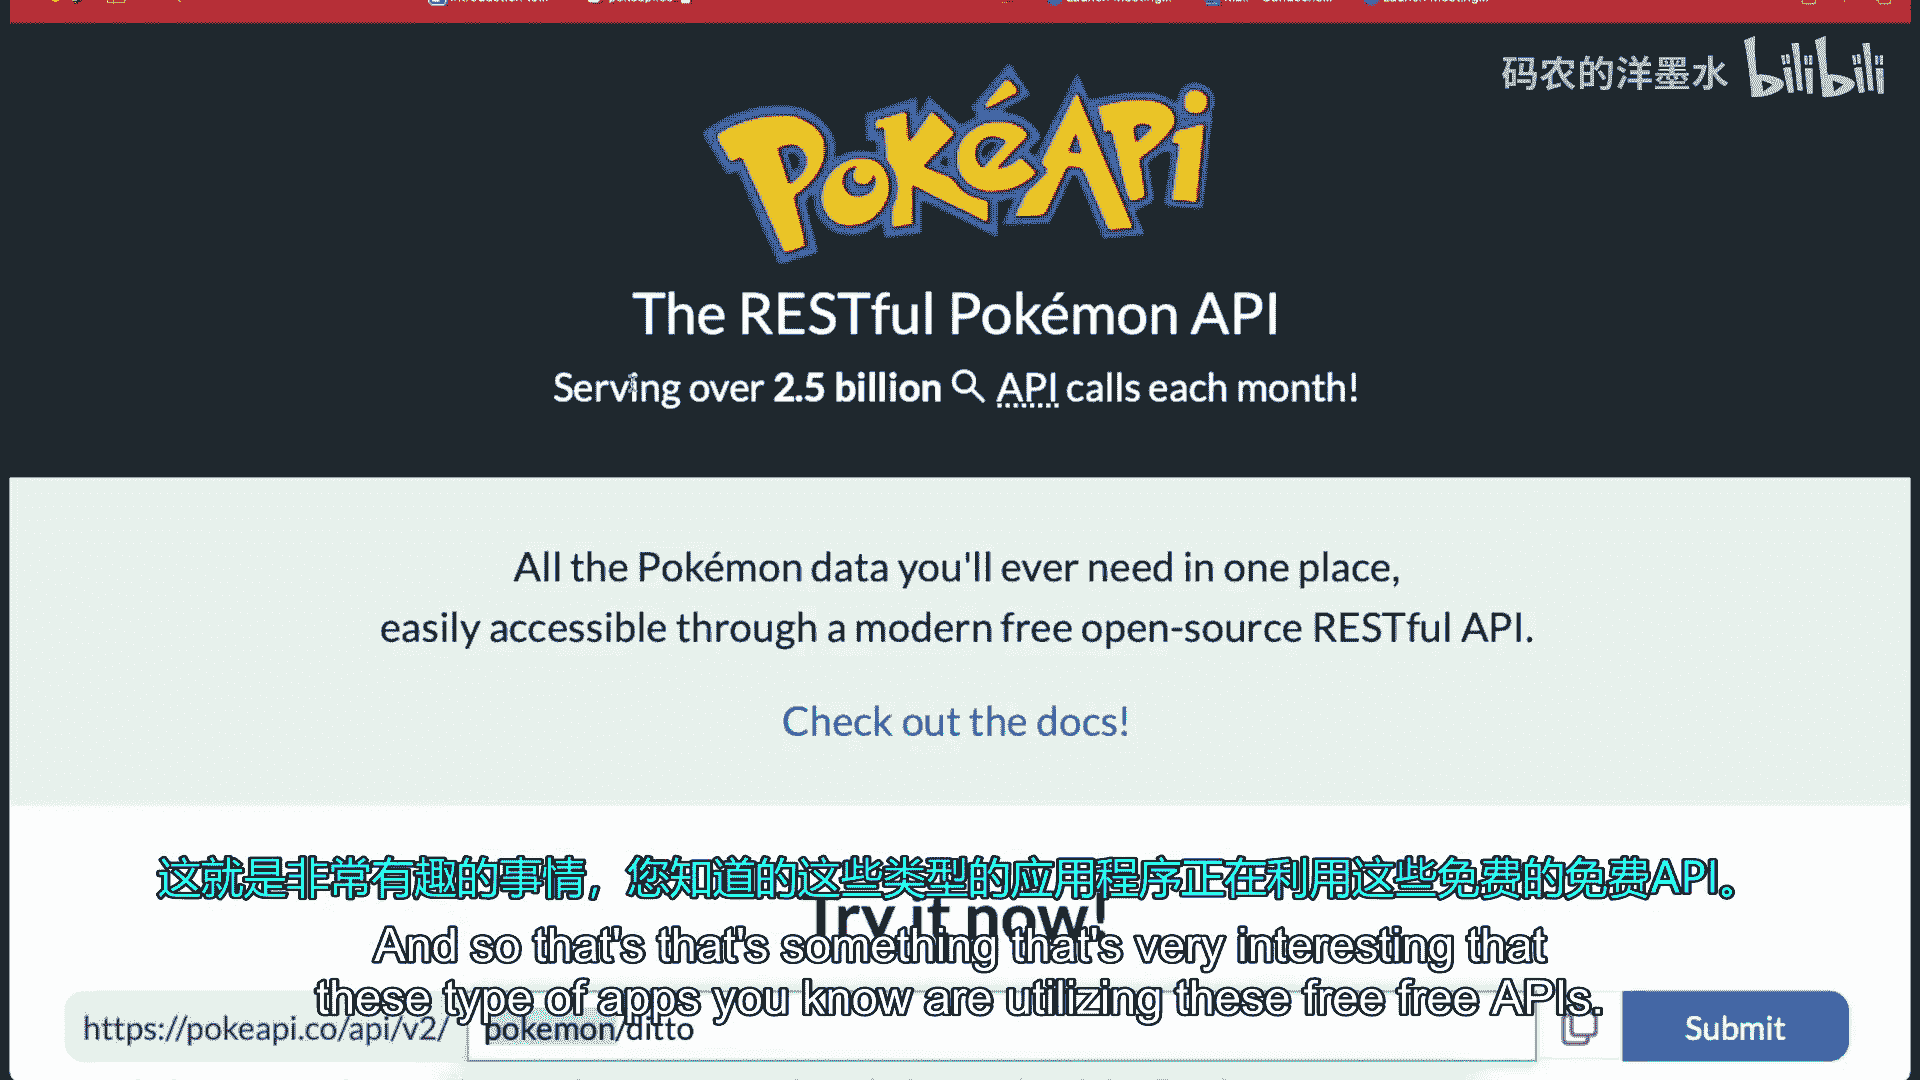 码农的洋墨水 bilibili
PokéAPi
The RESTful Pokémon API
Serving over 2.5 billion API calls each month!
All the Pokémon data you'll ever need in one place,
easily accessible through a modern free open-source RESTful API.
Check out the docs!
这就是非常有趣的事情，您知道的这些类型的应用程序正在利用这些免费的免费API。
Try it now!
And so that's that's something that's very interesting that
these type of apps you know are utilizing these free free APIs.
https://pokeapi.co/api/v2/ pokemon/ditto Submit